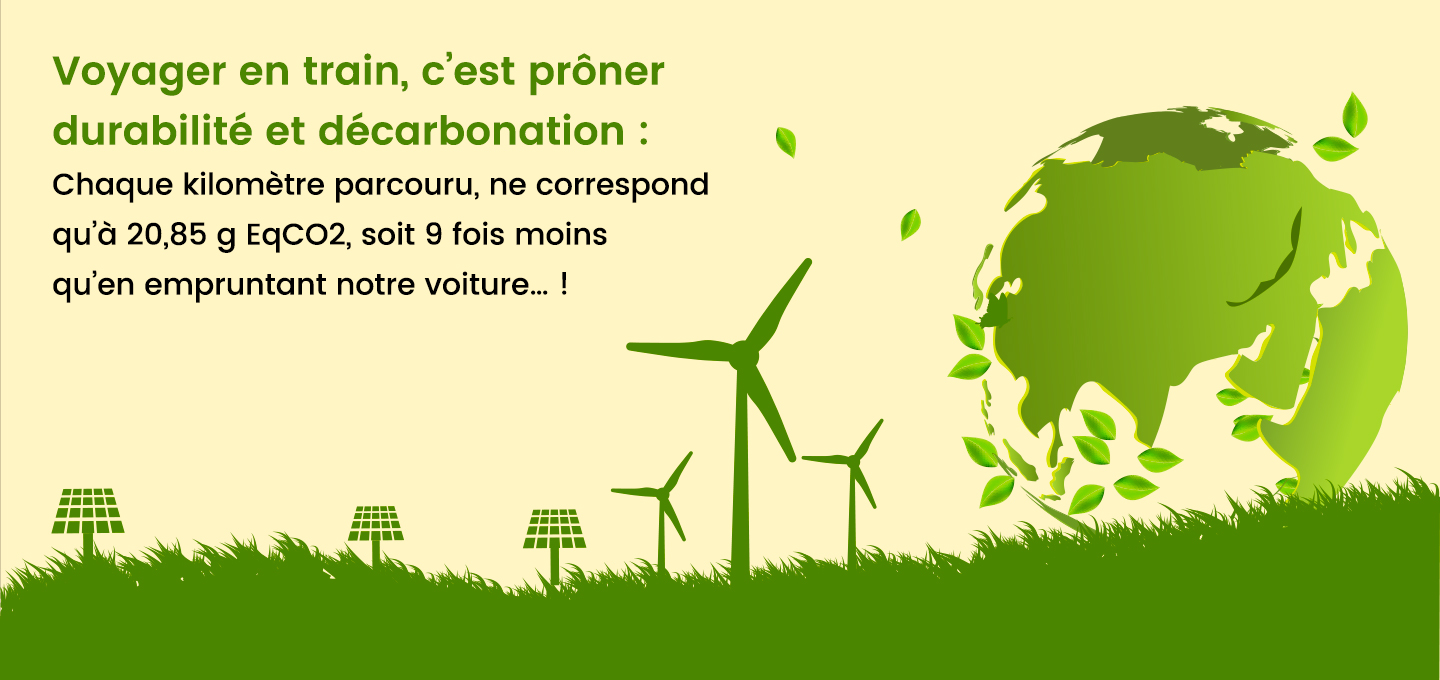 Voyager en train, c’est prôner
durabilité et décarbonation :
Chaque kilomètre parcouru, ne correspond
qu’à 20,85 g EqCO2, soit 9 fois moins
qu’en empruntant notre voiture... !